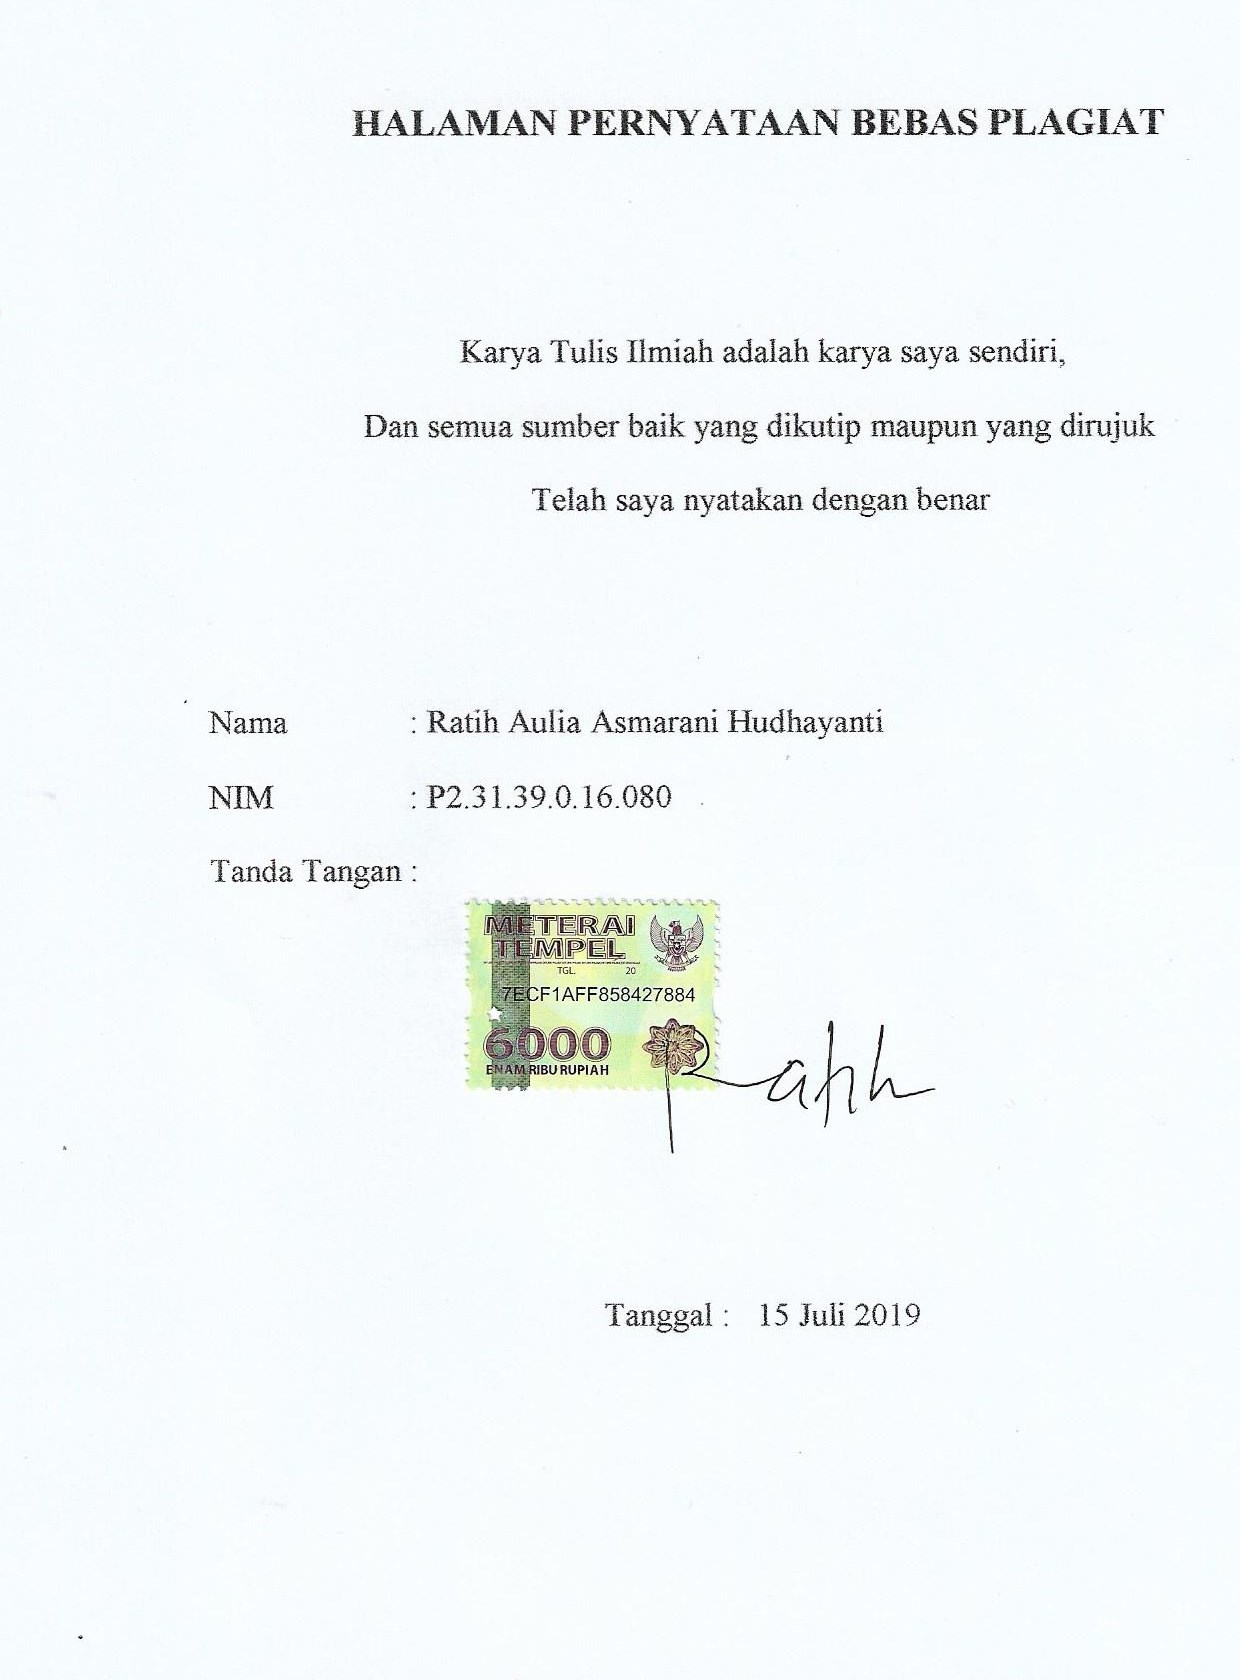 HALAMAN PERNYATAAN BEBAS PLAGIAT
Karya Tulis Ilmiah adalah karya saya sendiri,
Dan semua sumber baik yang dikutip maupun yang dirujuk
Telah saya nyatakan dengan benar
Nama : Ratih Aulia Asmarani Hudhayanti
NIM : P2.31.39.0.16.080
Tanda Tangan :
METERAI
TEMPEL
TGL. 20
7ECF1AFF858427884
6000
ENAM RIBU RUPIAH
Ratih
Tanggal : 15 Juli 2019